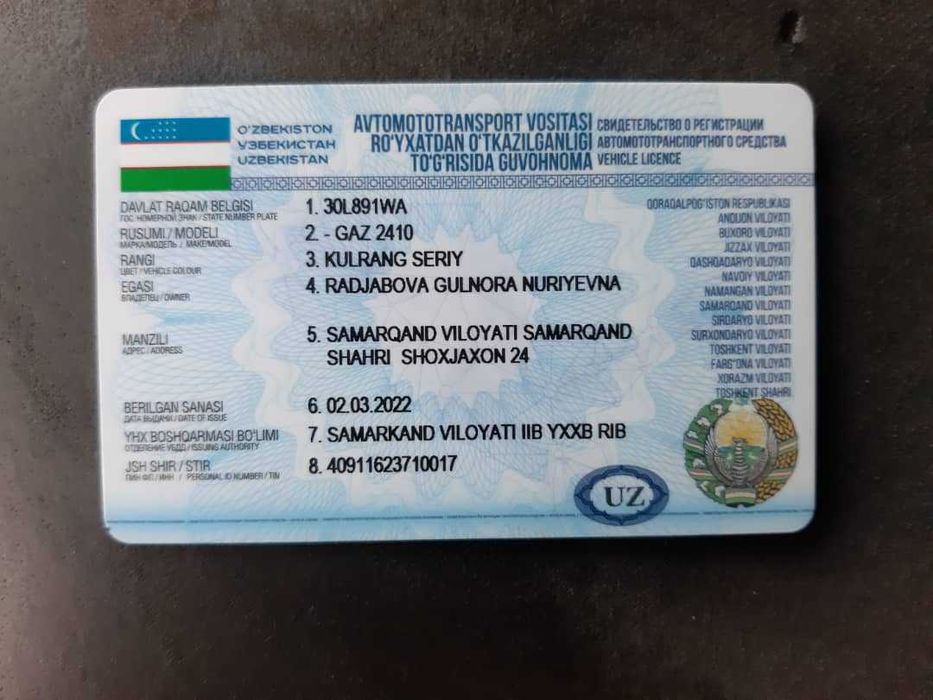 O'ZBEKISTON
УЗБЕКИСТАН
UZBEKISTAN
AVTOMOTOTRANSPORT VOSITASI
RO'YXATDAN O'TKAZILGANLIGI
TO'G'RISIDA GUVOHNOMA
СВИДЕТЕЛЬСТВО О РЕГИСТРАЦИИ
АВТОМОТОТРАНСПОРТНОГО СРЕДСТВА
VEHICLE LICENCE
DAVLAT RAQAM BELGISI
ГОС. НОМЕРНОЙ ЗНАК / STATE NUMBER PLATE
1. 30L891WA
RUSUMI / MODELI
МАРКА/МОДЕЛЬ / MAKE/MODEL
2. - GAZ 2410
RANGI
ЦВЕТ / VEHICLE COLOUR
3. KULRANG SERIY
EGASI
ВЛАДЕЛЕЦ / OWNER
4. RADJABOVA GULNORA NURIYEVNA
MANZILI
АДРЕС / ADDRESS
5. SAMARQAND VILOYATI SAMARQAND
SHAHRI SHOXJAXON 24
BERILGAN SANASI
ДАТА ВЫДАЧИ / DATE OF ISSUE
6. 02.03.2022
YHX BOSHQARMASI BO'LIMI
ОТДЕЛЕНИЕ УБДД / ISSUING AUTHORITY
7. SAMARKAND VILOYATI IIB YXXB RIB
JSH SHIR / STIR
ПИН ФЛ / ИНН / PERSONAL ID NUMBER / TIN
8. 40911623710017
QORAQALPOG'ISTON RESPUBLIKASI
ANDIJON VILOYATI
BUXORO VILOYATI
JIZZAX VILOYATI
QASHQADARYO VILOYATI
NAVOIY VILOYATI
NAMANGAN VILOYATI
SAMARQAND VILOYATI
SIRDARYO VILOYATI
SURXONDARYO VILOYATI
TOSHKENT VILOYATI
FARG'ONA VILOYATI
XORAZM VILOYATI
TOSHKENT SHAHRI
UZ